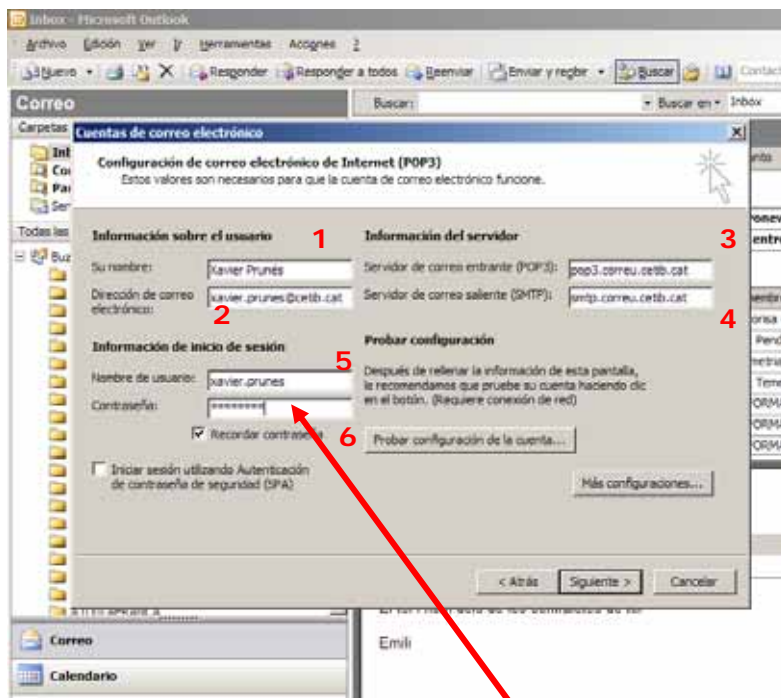 Inbox - Microsoft Outlook
Archivo Edición Ver Ir Herramientas Acciones ?
Nuevo Responder Responder a todos Reenviar Enviar y recibir Buscar
Correo
Buscar: Buscar en Inbox
Carpetas
Cuentas de correo electrónico
Configuración de correo electrónico de Internet (POP3)
Estos valores son necesarios para que la cuenta de correo electrónico funcione.
Todas las
Información sobre el usuario 1
Su nombre: Xavier Prunés
Dirección de correo electrónico: xavier.prunes@cetib.cat
2
Información del servidor 3
Servidor de correo entrante (POP3): pop3.correu.cetib.cat
Servidor de correo saliente (SMTP): smtp.correu.cetib.cat
4
Información de inicio de sesión
5
Nombre de usuario: xavier.prunes
Contraseña: ********
Recordar contraseña 6
Iniciar sesión utilizando Autenticación
de contraseña de seguridad (SPA)
Probar configuración
Después de rellenar la información de esta pantalla,
le recomendamos que pruebe su cuenta haciendo clic
en el botón. (Requiere conexión de red)
Probar configuración de la cuenta...
Más configuraciones...
< Atrás Siguiente > Cancelar
Emili
Correo
Calendario